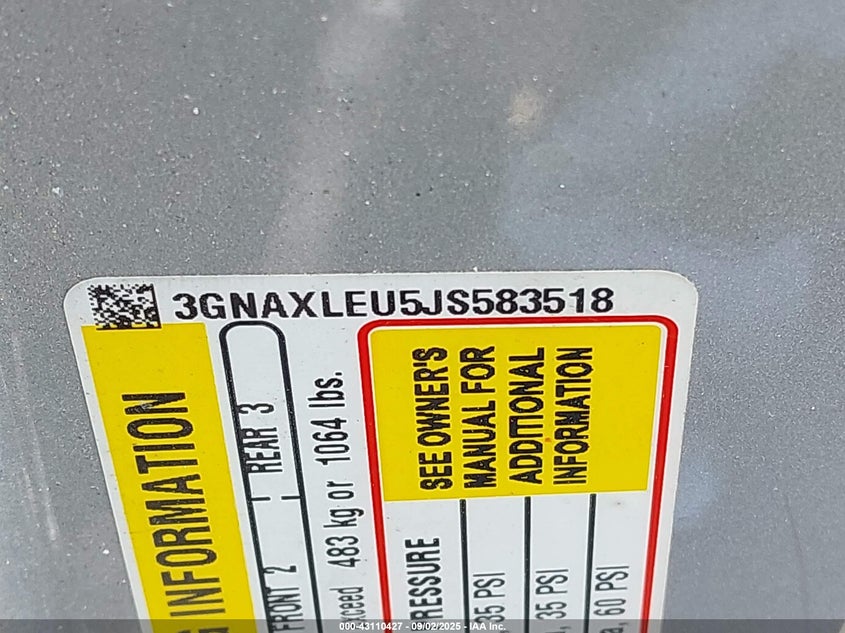 3GNAXLEU5JS583518
INFORMATION
FRONT 2 REAR 3
483 kg or 1064 lbs.
SEE OWNER'S
MANUAL FOR
ADDITIONAL
INFORMATION
35 PSI
35 PSI
60 PSI
000-43110427 - 09/02/2025 - IAA Inc.